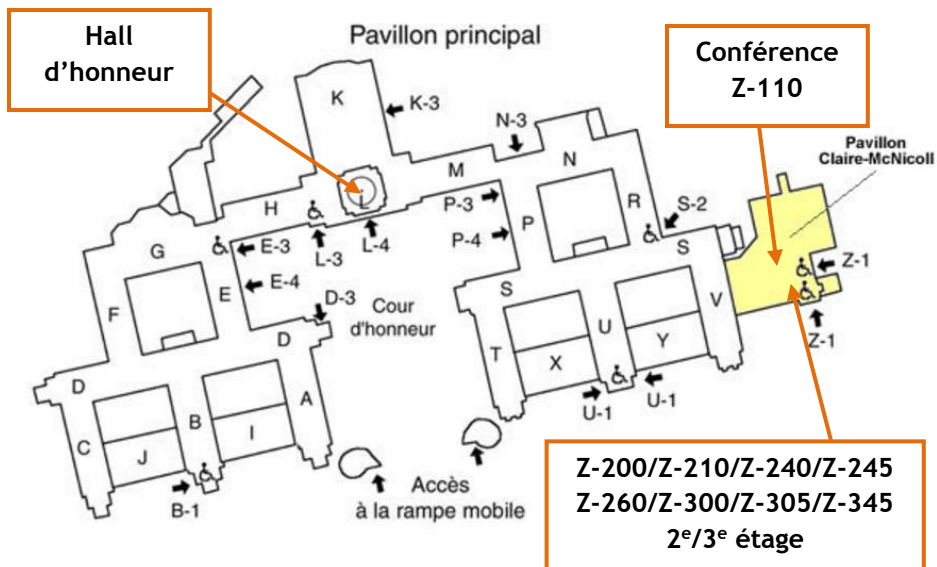 Hall
d’honneur
Pavillon principal
Conférence
Z-110
Pavillon
Claire-McNicoll
K
K-3
N-3
M
N
L
H
P-3
R
S-2
P
P-4
S
L-3
L-4
G
E-3
Z-1
E
E-4
F
D-3
Cour
d'honneur
S
U
V
Z-1
D
T
X
Y
U-1
U-1
D
A
C
B
I
J
B-1
Accès
à la rampe mobile
Z-200/Z-210/Z-240/Z-245
Z-260/Z-300/Z-305/Z-345
2e/3e étage